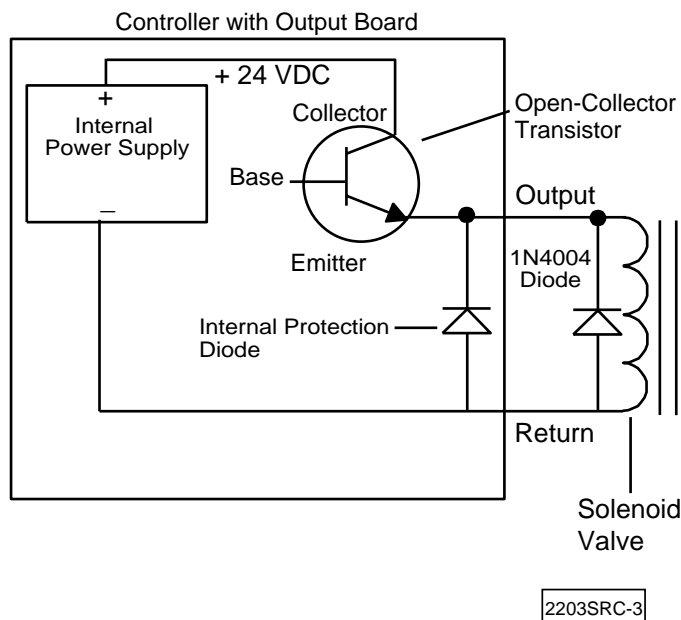 Controller with Output Board
+ 24 VDC
+
Internal
Power Supply
–
Collector
Open-Collector
Transistor
Base
Output
Emitter
1N4004
Diode
Internal Protection
Diode
Return
Solenoid
Valve
2203SRC-3